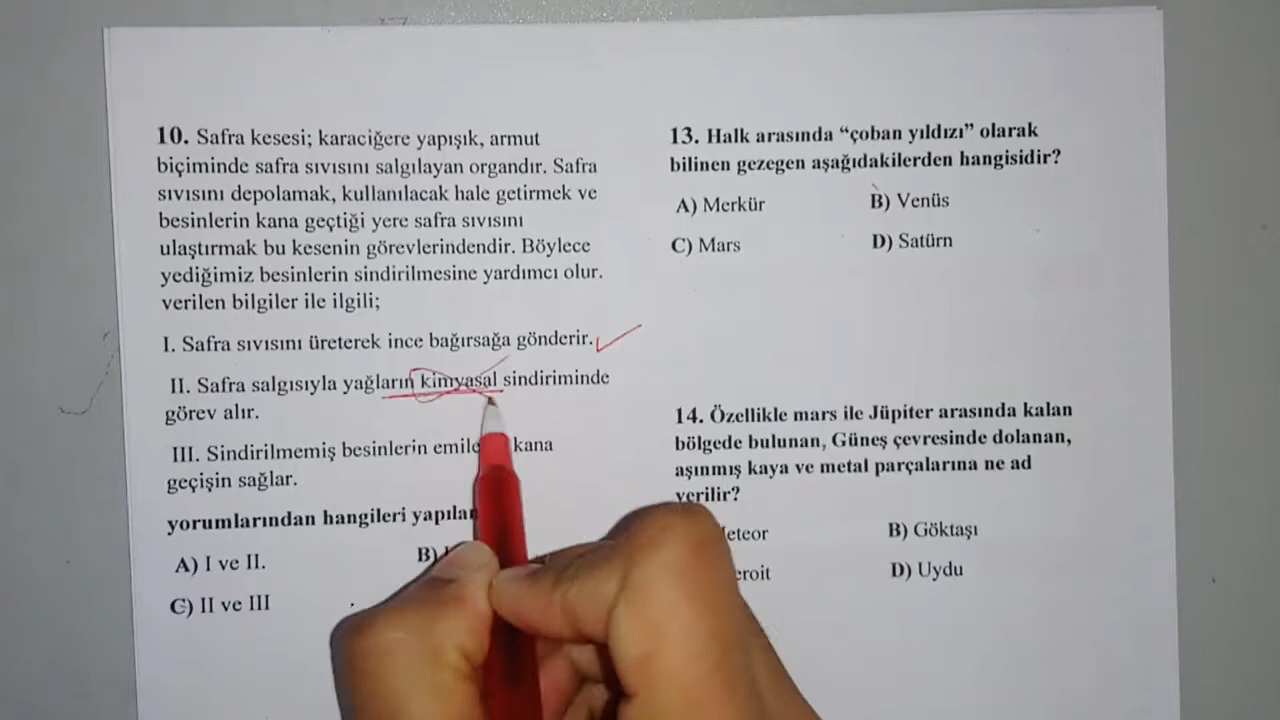 10. Safra kesesi; karaciğere yapışık, armut
biçiminde safra sıvısını salgılayan organdır. Safra
sıvısını depolamak, kullanılacak hale getirmek ve
besinlerin kana geçtiği yere safra sıvısını
ulaştırmak bu kesenin görevlerindendir. Böylece
yediğimiz besinlerin sindirilmesine yardımcı olur.
verilen bilgiler ile ilgili;
I. Safra sıvısını üreterek ince bağırsağa gönderir.
II. Safra salgısıyla yağların kimyasal sindiriminde
görev alır.
III. Sindirilmemiş besinlerin kana
geçişin sağlar.
yorumlarından hangileri
A) I ve II.
B)
C) II ve III
13. Halk arasında “çoban yıldızı” olarak
bilinen gezegen aşağıdakilerden hangisidir?
A) Merkür
B) Venüs
C) Mars
D) Satürn
14. Özellikle mars ile Jüpiter arasında kalan
bölgede bulunan, Güneş çevresinde dolanan,
aşınmış kaya ve metal parçalarına ne ad
verilir?
B) Göktaşı
D) Uydu